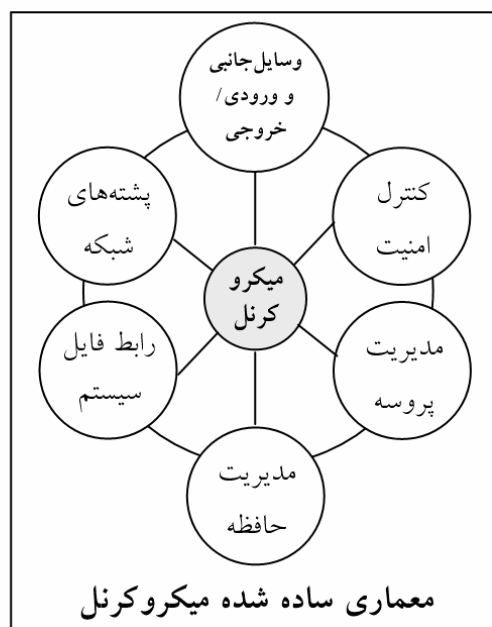 وسایل‌جانبی
و ورودی/
خروجی
پشته‌های
شبکه
کنترل
امنیت
میکرو
کرنل
رابط فایل
سیستم
مدیریت
پروسه
مدیریت
حافظه
معماری ساده شده میکروکرنل